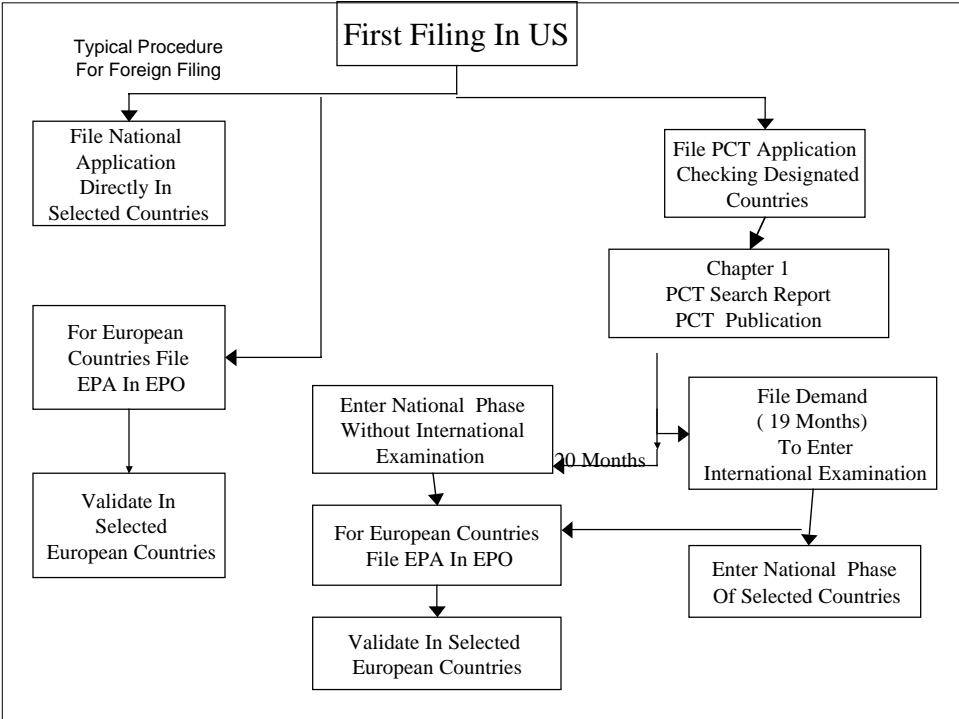 First Filing In US
Typical Procedure
For Foreign Filing
File National
Application
Directly In
Selected Countries
File PCT Application
Checking Designated
Countries
Chapter 1
PCT Search Report
PCT Publication
For European
Countries File
EPA In EPO
Enter National Phase
Without International
Examination
20 Months
File Demand
( 19 Months)
To Enter
International Examination
Validate In
Selected
European Countries
For European Countries
File EPA In EPO
Enter National Phase
Of Selected Countries
Validate In Selected
European Countries